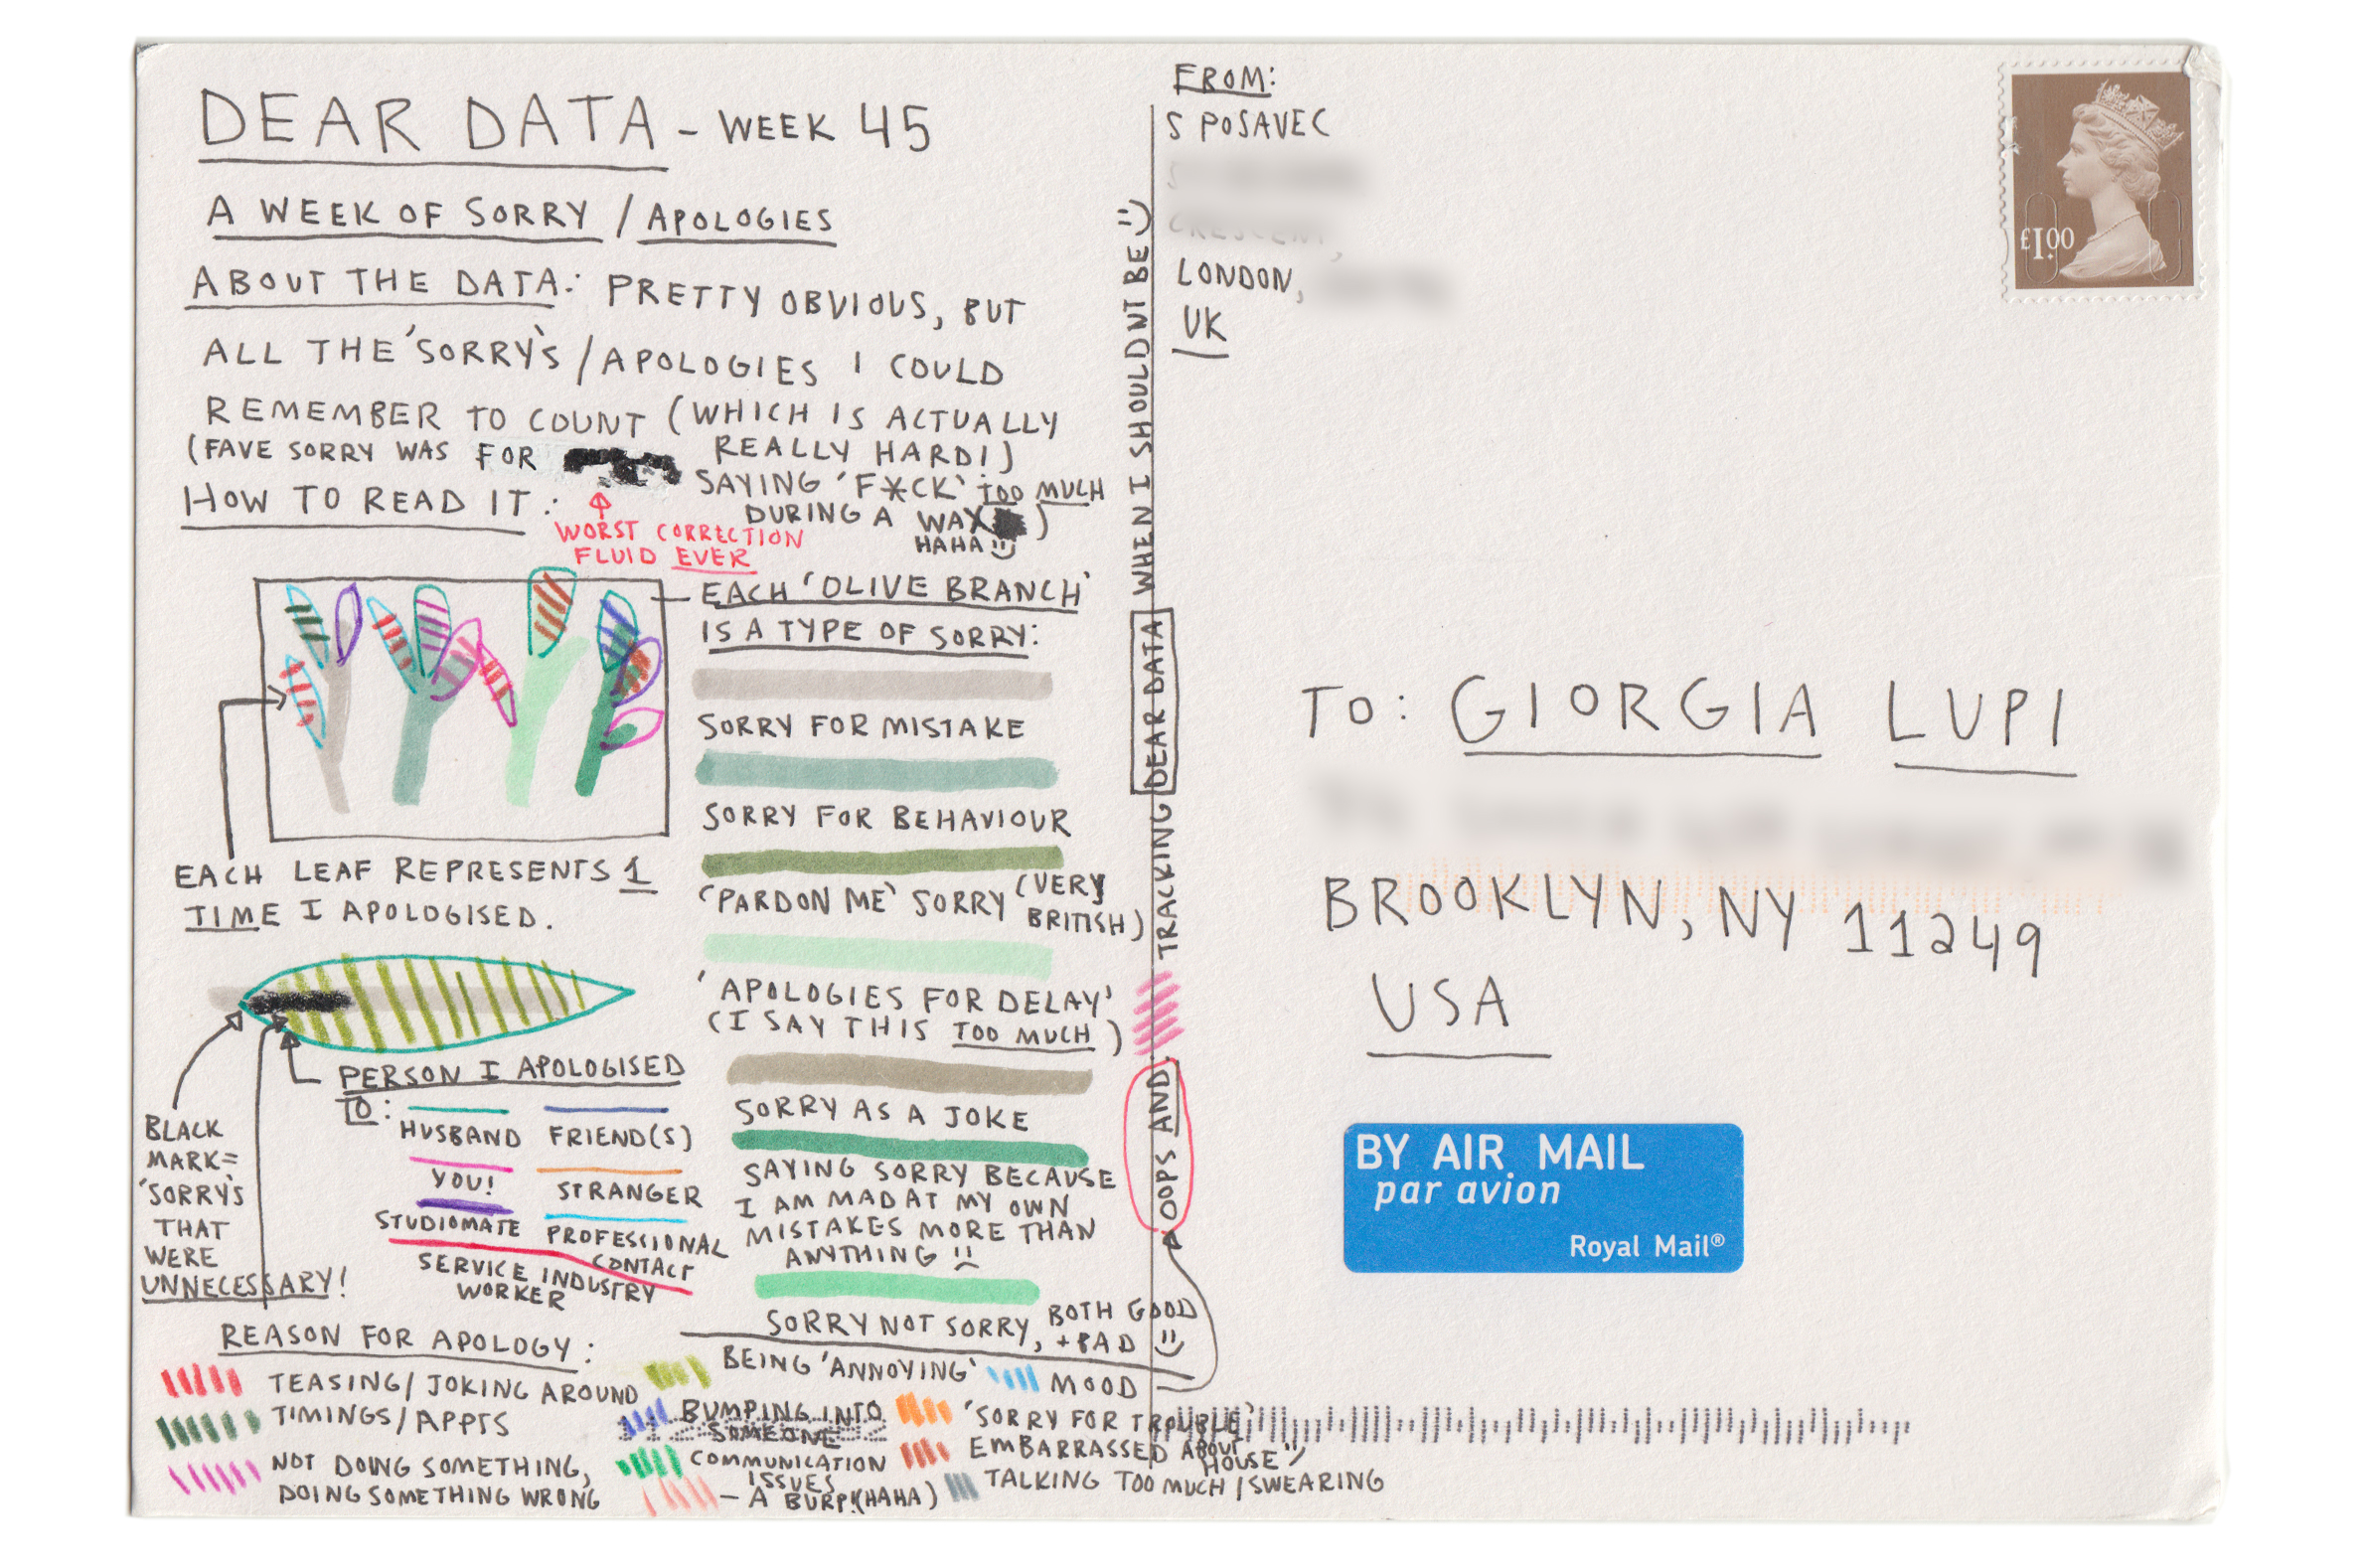 DEAR DATA - WEEK 45
A WEEK OF SORRY / APOLOGIES
ABOUT THE DATA: PRETTY OBVIOUS, BUT
ALL THE 'SORRY'S / APOLOGIES I COULD
REMEMBER TO COUNT (WHICH IS ACTUALLY
REALLY HARD!)
(FAVE SORRY WAS FOR
SAYING 'F*CK' TOO MUCH
DURING A WAX )
HAHA
WORST CORRECTION
FLUID EVER
HOW TO READ IT:
EACH 'OLIVE BRANCH'
IS A TYPE OF SORRY:
SORRY FOR MISTAKE
SORRY FOR BEHAVIOUR
'PARDON ME' SORRY (VERY
BRITISH)
'APOLOGIES FOR DELAY'
(I SAY THIS TOO MUCH)
SORRY AS A JOKE
SAYING SORRY BECAUSE
I AM MAD AT MY OWN
MISTAKES MORE THAN
ANYTHING
SORRY NOT SORRY, BOTH GOOD
+ BAD
EACH LEAF REPRESENTS 1
TIME I APOLOGISED.
PERSON I APOLOGISED
TO:
HUSBAND
FRIEND(S)
YOU!
STRANGER
STUDIOMATE
PROFESSIONAL
CONTACT
SERVICE INDUSTRY
WORKER
BLACK
MARK=
'SORRY'S
THAT
WERE
UNNECESSARY!
REASON FOR APOLOGY:
TEASING/JOKING AROUND
TIMINGS/APPTS
NOT DOING SOMETHING,
DOING SOMETHING WRONG
BEING 'ANNOYING'
BUMPING INTO
SOMEONE
COMMUNICATION
ISSUES
- A BURP!(HAHA)
MOOD
'SORRY FOR TROUBLE'
EMBARRASSED ABOUT
HOUSE
TALKING TOO MUCH/SWEARING
OOPS AND
TRACKING DEAR DATA WHEN I SHOULDNT BE
FROM:
S POSAVEC
CRESCENT,
LONDON,
UK
£1.00
TO: GIORGIA LUPI
BROOKLYN, NY 11249
USA
BY AIR MAIL
par avion
Royal Mail®